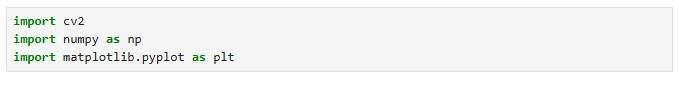 import cv2
import numpy as np
import matplotlib.pyplot as plt